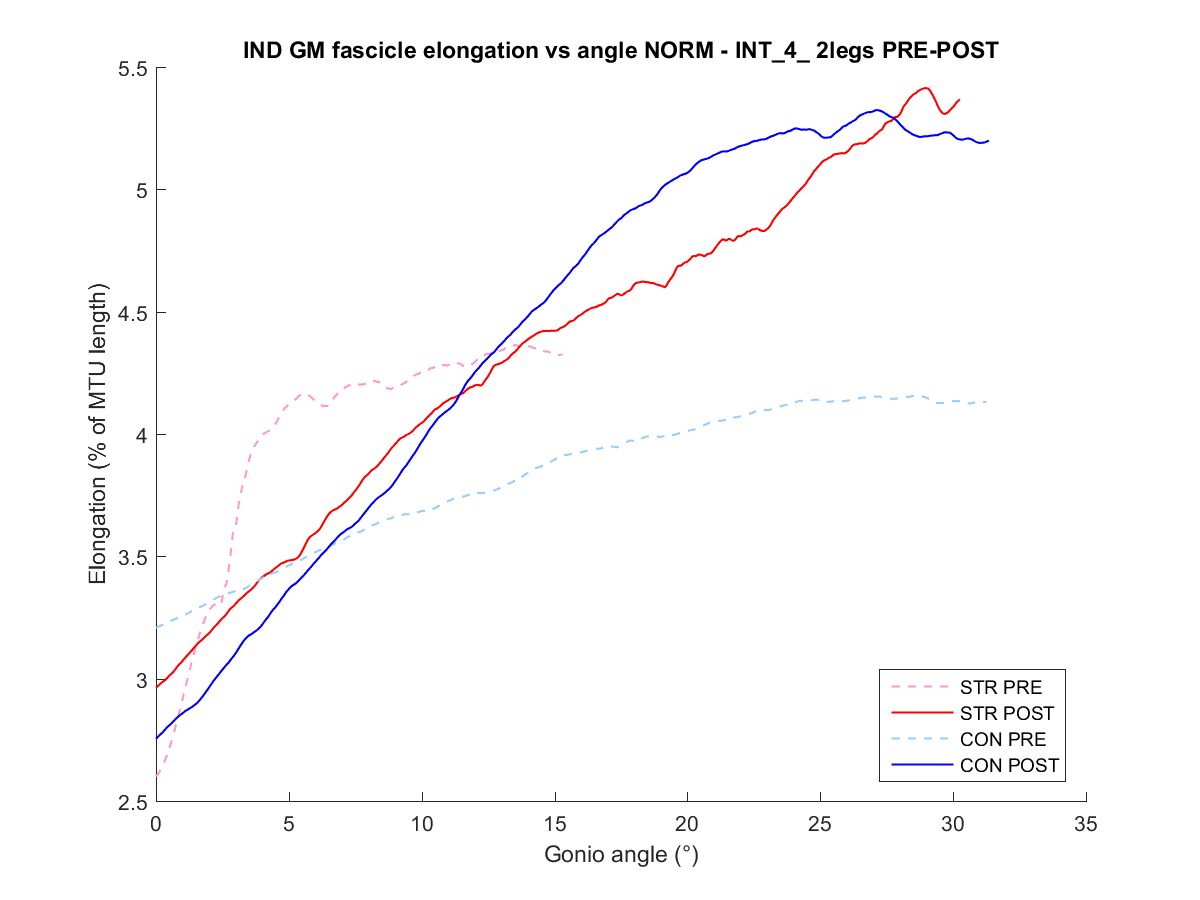 IND GM fascicle elongation vs angle NORM - INT_4_ 2legs PRE-POST
5.5
5
4.5
4
3.5
3
2.5
Elongation (% of MTU length)
0 5 10 15 20 25 30 35
Gonio angle (°)
STR PRE
STR POST
CON PRE
CON POST